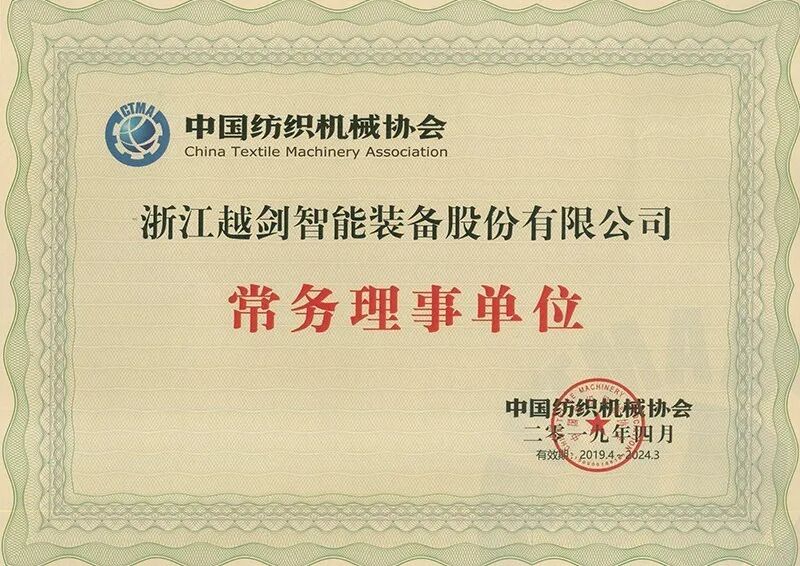 CTMA
中国纺织机械协会
China Textile Machinery Association
浙江越剑智能装备股份有限公司
常务理事单位
中国纺织机械协会
二零一九年四月
有效期：2019.4-2024.3